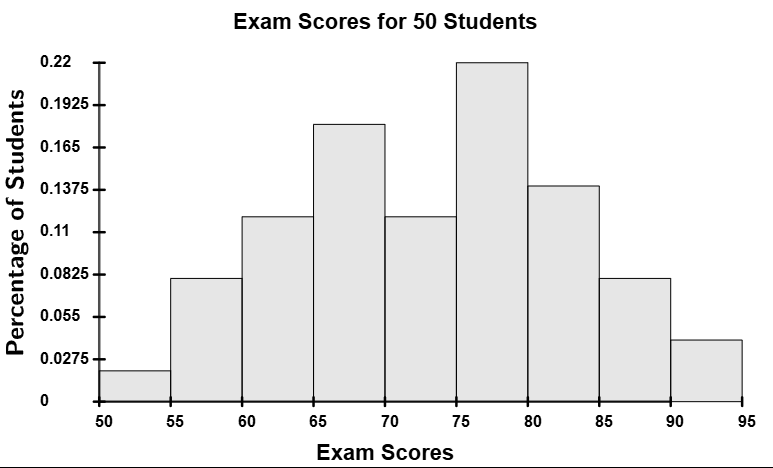 Exam Scores for 50 Students
Percentage of Students
0.22
0.1925
0.165
0.1375
0.11
0.0825
0.055
0.0275
0
50 55 60 65 70 75 80 85 90 95
Exam Scores